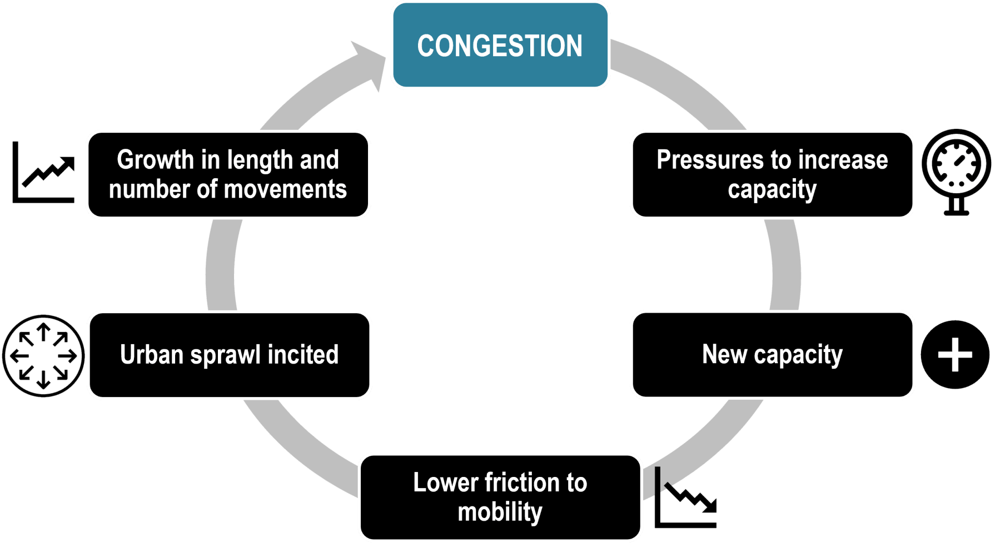 CONGESTION
Pressures to increase
capacity
New capacity
Lower friction to
mobility
Urban sprawl incited
Growth in length and
number of movements